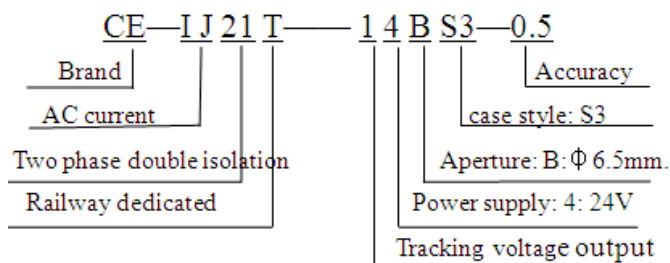 CE—IJ21T——14BS3—0.5
Brand
Accuracy
AC current
case style: S3
Two phase double isolation
Aperture: B:Φ 6.5mm.
Railway dedicated
Power supply: 4: 24V
Tracking voltage output